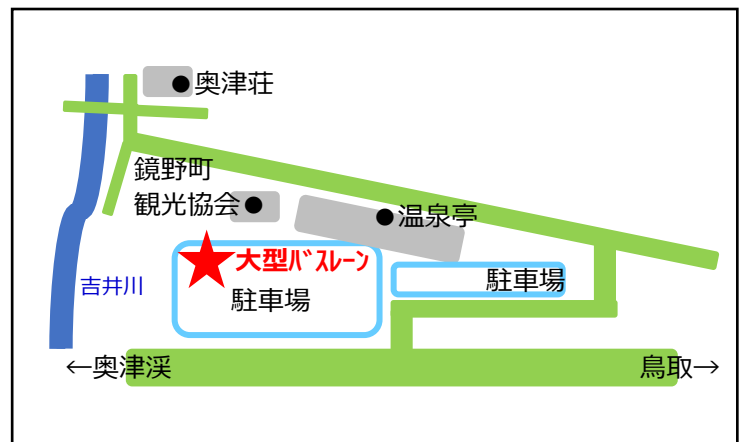 ●奥津荘
鏡野町
観光協会●
●温泉亭
★大型バスレーン
駐車場
駐車場
吉井川
←奥津渓
鳥取→